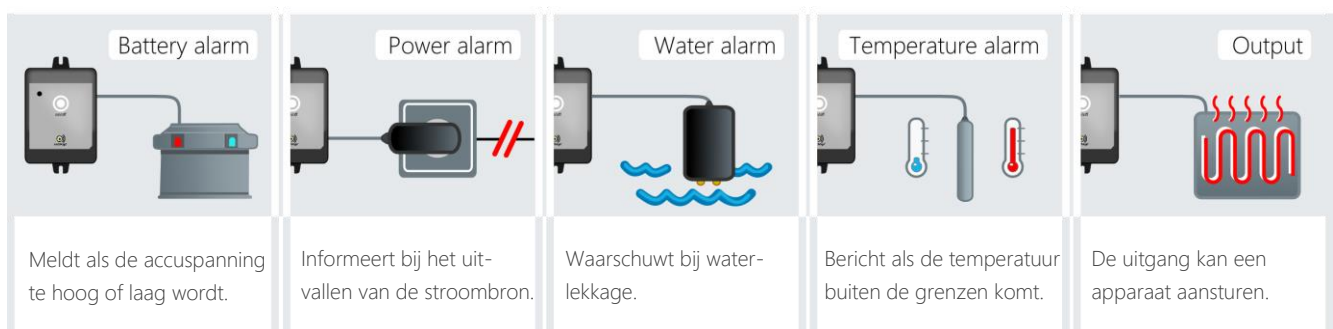 Battery alarm
Meldt als de accuspanning
te hoog of laag wordt.
Power alarm
Informeert bij het uit-
vallen van de stroombron.
Water alarm
Waarschuwt bij water-
lekkage.
Temperature alarm
Bericht als de temperatuur
buiten de grenzen komt.
Output
De uitgang kan een
apparaat aansturen.